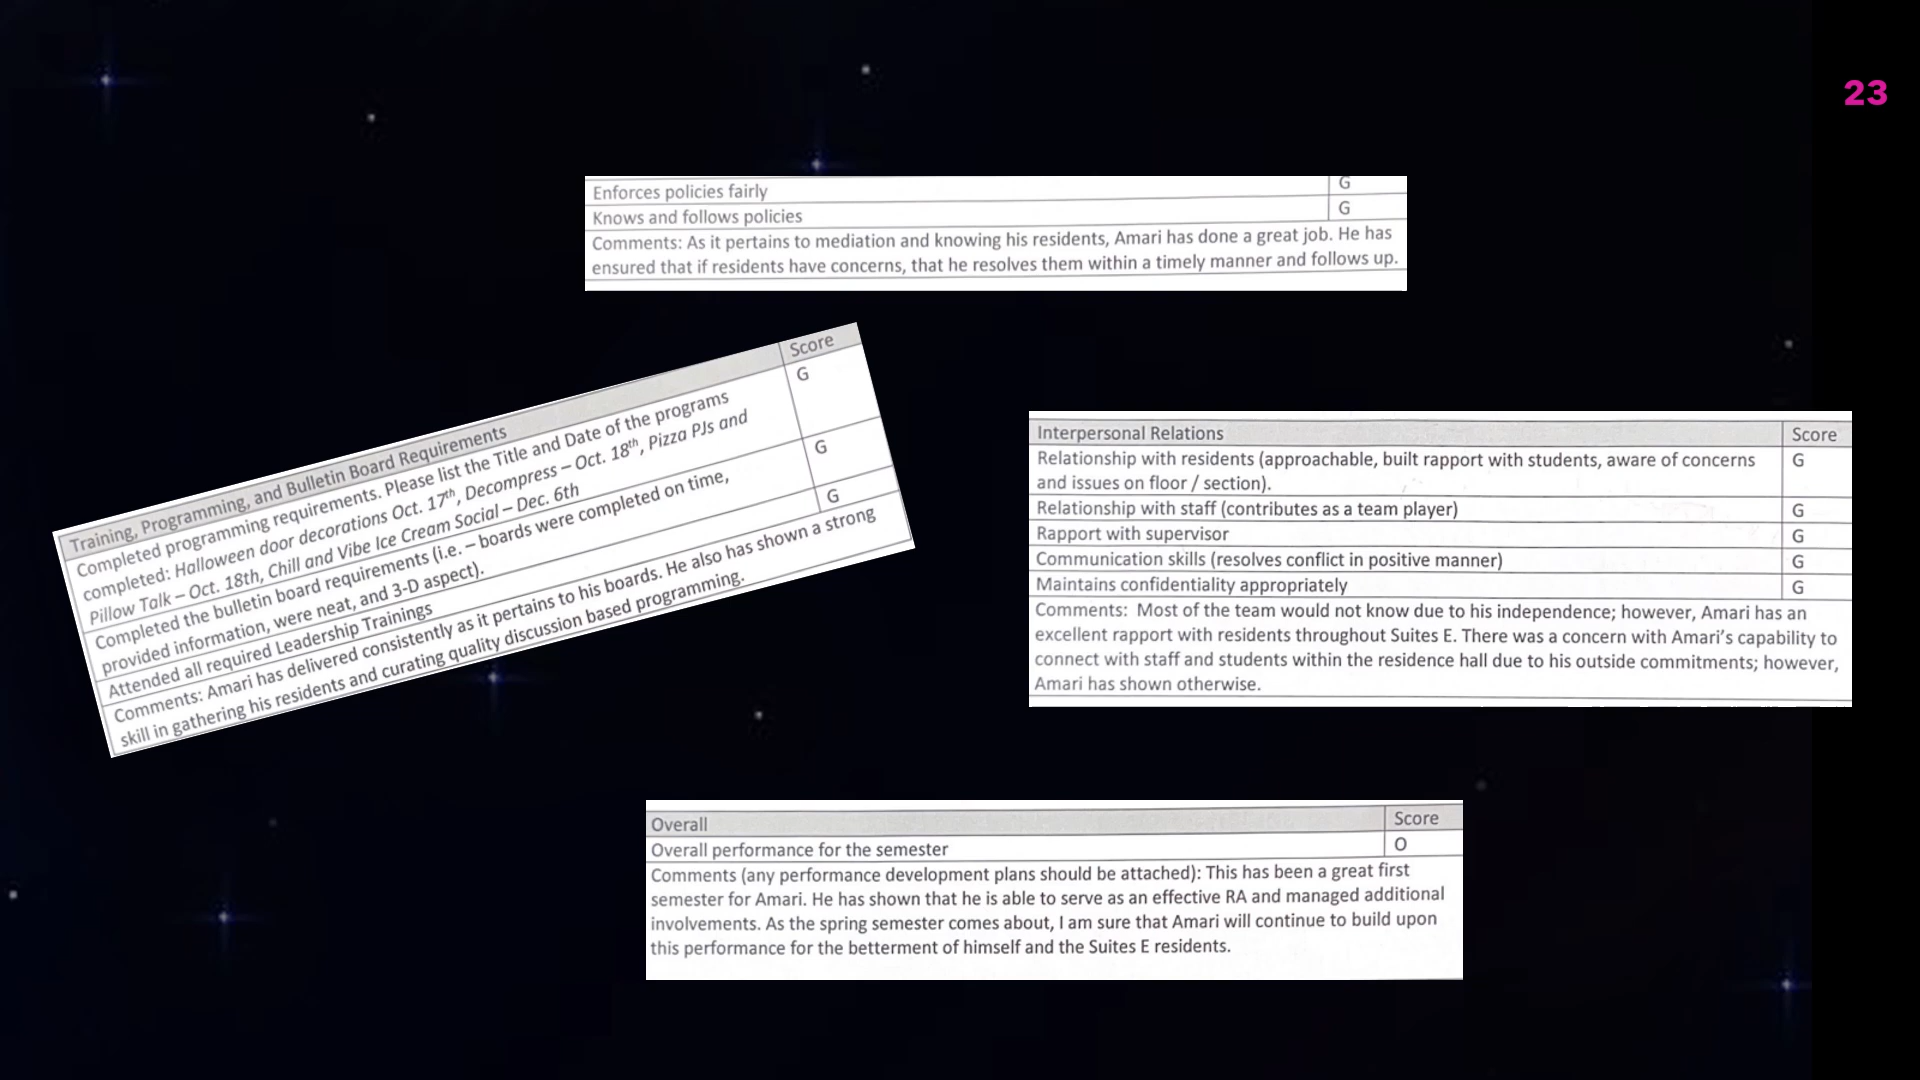 23
Enforces policies fairly G
Knows and follows policies G
Comments: As it pertains to mediation and knowing his residents, Amari has done a great job. He has
ensured that if residents have concerns, that he resolves them within a timely manner and follows up.
Training, Programming, and Bulletin Board Requirements Score
Completed programming requirements. Please list the Title and Date of the programs G
completed: Halloween door decorations Oct. 17th, Decompress – Oct. 18th, Pizza PJs and
Pillow Talk – Oct. 18th, Chill and Vibe Ice Cream Social – Dec. 6th
Completed the bulletin board requirements (i.e. – boards were completed on time, G
provided information, were neat, and 3-D aspect).
Attended all required Leadership Trainings G
Comments: Amari has delivered consistently as it pertains to his boards. He also has shown a strong
skill in gathering his residents and curating quality discussion based programming.
Interpersonal Relations Score
Relationship with residents (approachable, built rapport with students, aware of concerns G
and issues on floor / section).
Relationship with staff (contributes as a team player) G
Rapport with supervisor G
Communication skills (resolves conflict in positive manner) G
Maintains confidentiality appropriately G
Comments: Most of the team would not know due to his independence; however, Amari has an
excellent rapport with residents throughout Suites E. There was a concern with Amari's capability to
connect with staff and students within the residence hall due to his outside commitments; however,
Amari has shown otherwise.
Overall Score
Overall performance for the semester O
Comments (any performance development plans should be attached): This has been a great first
semester for Amari. He has shown that he is able to serve as an effective RA and managed additional
involvements. As the spring semester comes about, I am sure that Amari will continue to build upon
this performance for the betterment of himself and the Suites E residents.